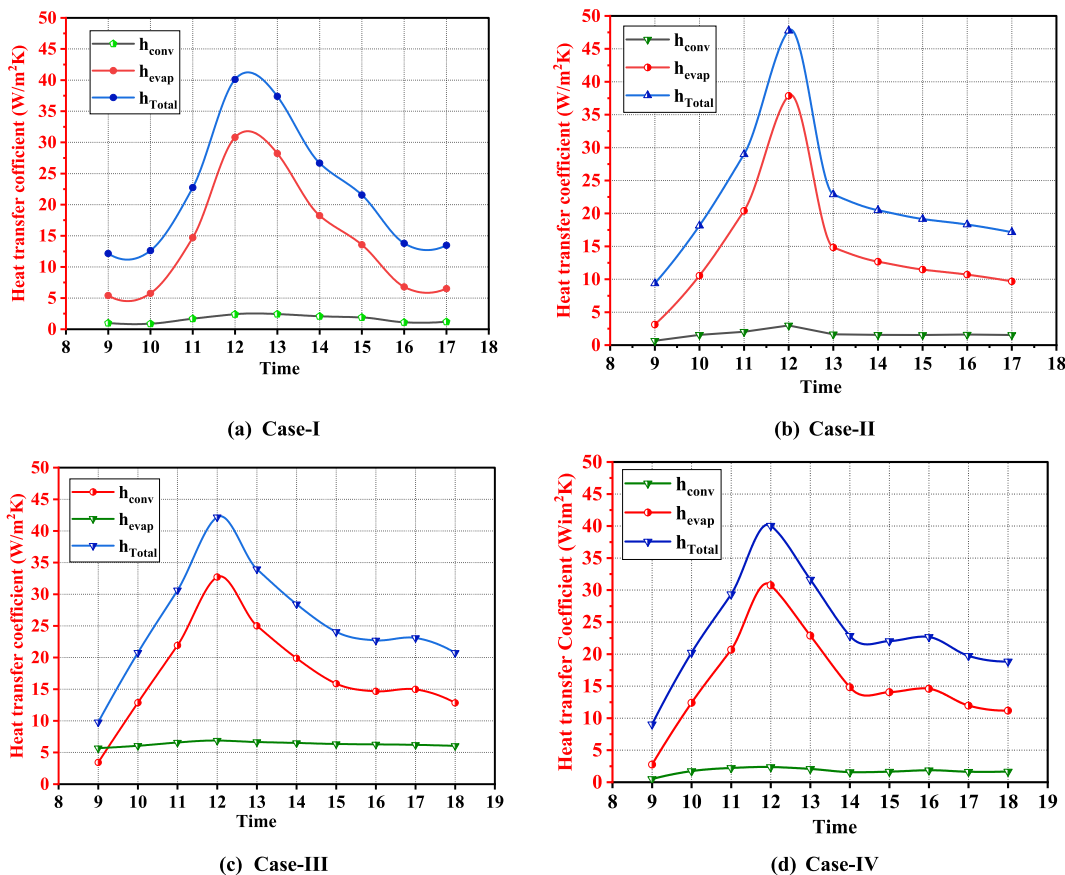 Heat transfer cofficient (W/m²K)
50
45
40
35
30
25
20
15
10
5
0
h_conv
h_evap
h_Total
8 9 10 11 12 13 14 15 16 17 18
Time
(a) Case-I
Heat transfer coefficient (W/m²K)
50
45
40
35
30
25
20
15
10
5
0
h_conv
h_evap
h_Total
8 9 10 11 12 13 14 15 16 17 18
Time
(b) Case-II
Heat transfer coefficient (W/m²K)
50
45
40
35
30
25
20
15
10
5
0
h_conv
h_evap
h_Total
8 9 10 11 12 13 14 15 16 17 18 19
Time
(c) Case-III
Heat transfer Coefficient (Wim²K)
50
45
40
35
30
25
20
15
10
5
0
h_conv
h_evap
h_Total
8 9 10 11 12 13 14 15 16 17 18 19
Time
(d) Case-IV